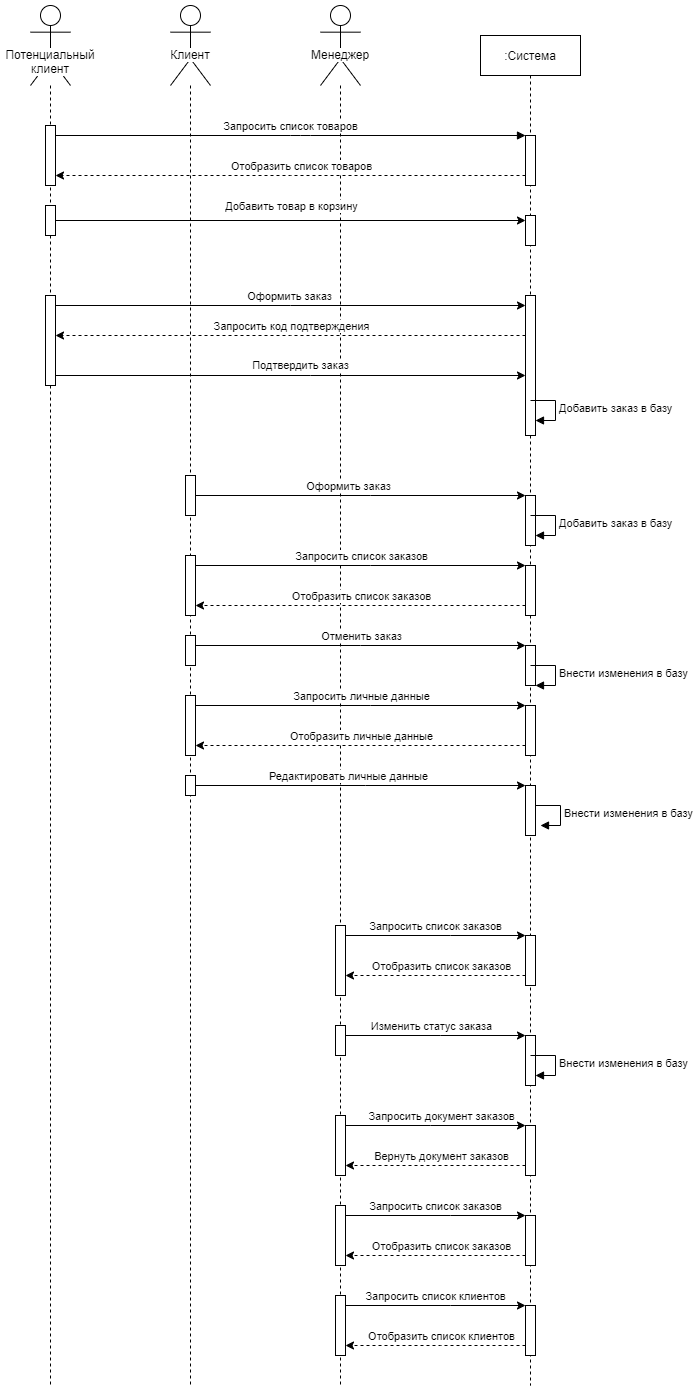 Потенциальный
клиент
Клиент
Менеджер
:Система
Запросить список товаров
Отобразить список товаров
Добавить товар в корзину
Оформить заказ
Запросить код подтверждения
Подтвердить заказ
Добавить заказ в базу
Оформить заказ
Добавить заказ в базу
Запросить список заказов
Отобразить список заказов
Отменить заказ
Внести изменения в базу
Запросить личные данные
Отобразить личные данные
Редактировать личные данные
Внести изменения в базу
Запросить список заказов
Отобразить список заказов
Изменить статус заказа
Внести изменения в базу
Запросить документ заказов
Вернуть документ заказов
Запросить список заказов
Отобразить список заказов
Запросить список клиентов
Отобразить список клиентов